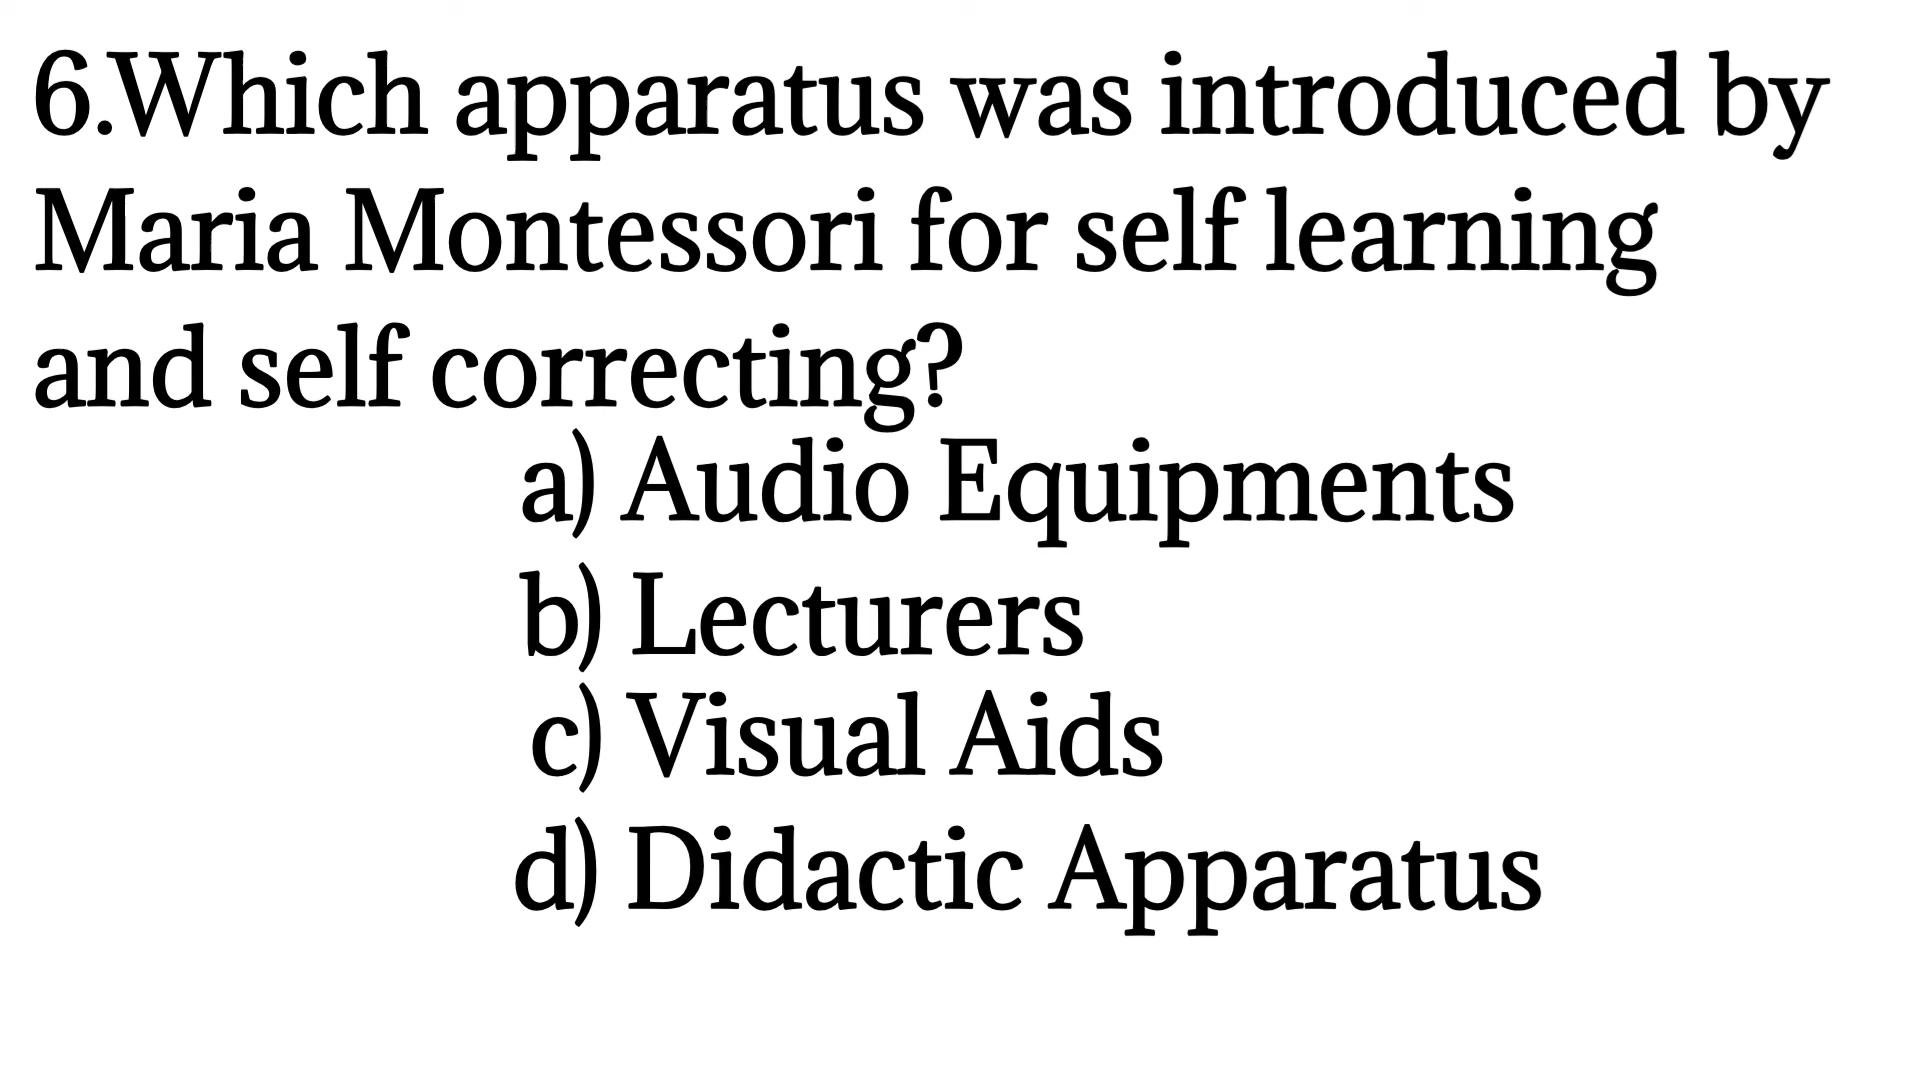 6.Which apparatus was introduced by
Maria Montessori for self learning
and self correcting?
a) Audio Equipments
b) Lecturers
c) Visual Aids
d) Didactic Apparatus